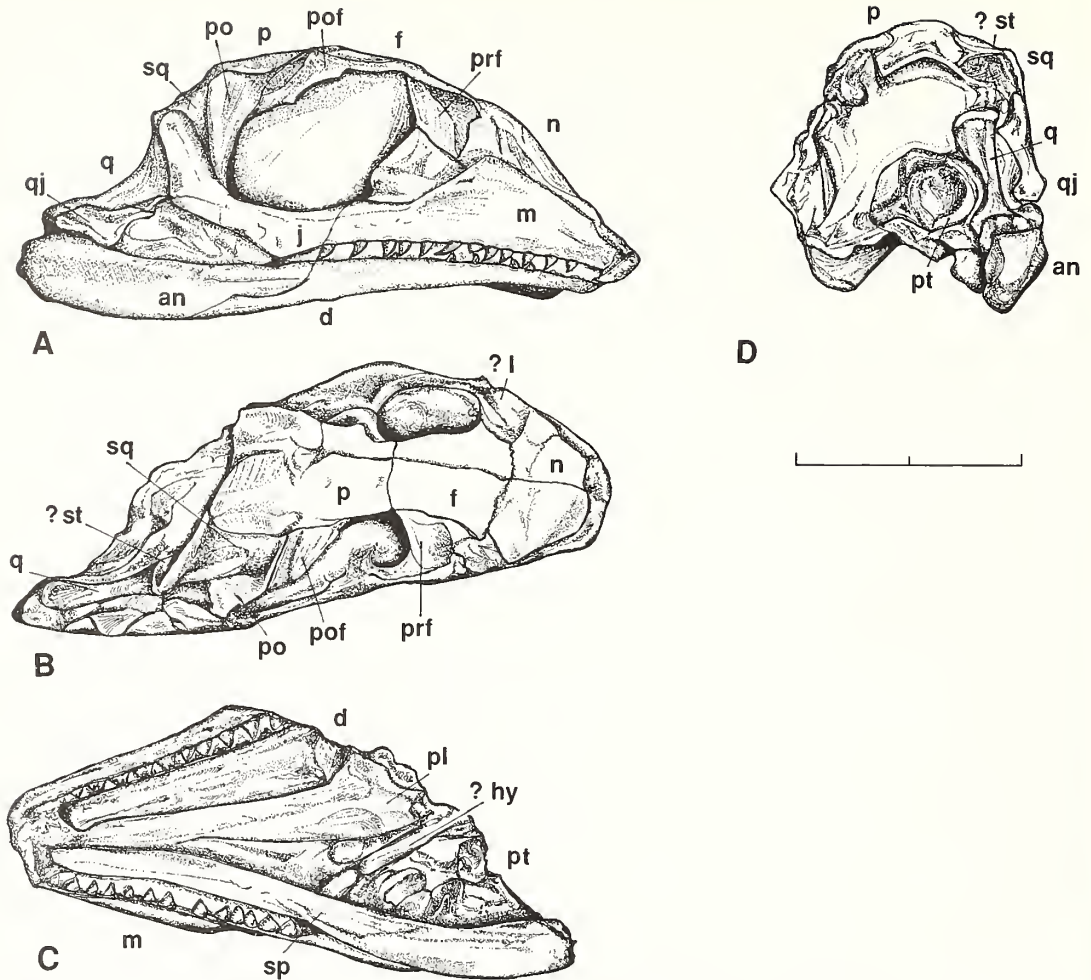 po p pof f prf
sq n
q
qj
j m
an d
A
p ? st
sq
q
qj
an
pt
D
? l
sq p f n
? st
q
po pof prf
B
d
pl
? hy
pt
m sp
C